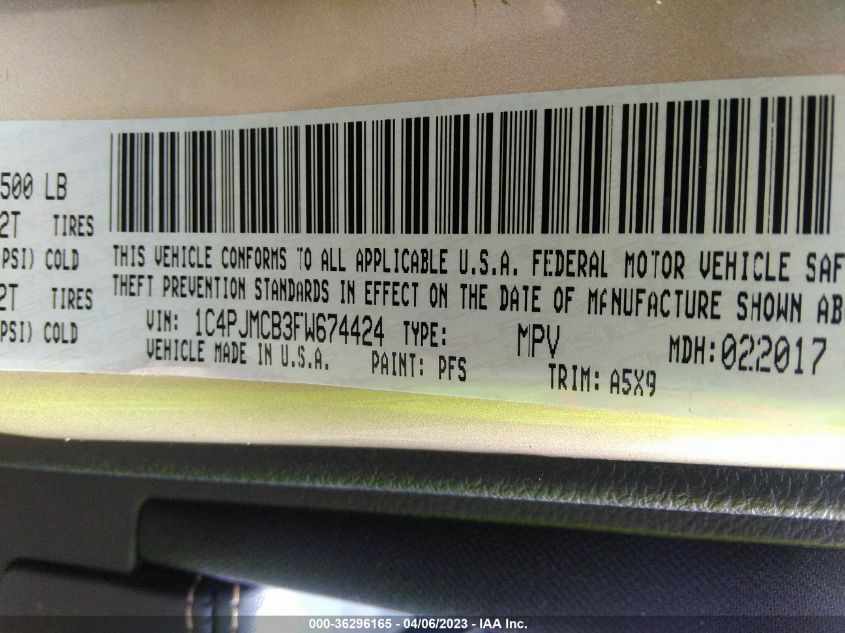 500 LB
2T TIRES
PSI) COLD
2T TIRES
PSI) COLD
THIS VEHICLE CONFORMS TO ALL APPLICABLE U.S.A. FEDERAL MOTOR VEHICLE SAF
THEFT PREVENTION STANDARDS IN EFFECT ON THE DATE OF MANUFACTURE SHOWN AB
VIN: 1C4PJMCB3FW674424 TYPE: MPV MDH:022017
VEHICLE MADE IN U.S.A. PAINT: PFS TRIM: A5X9
000-36296165 - 04/06/2023 - IAA Inc.